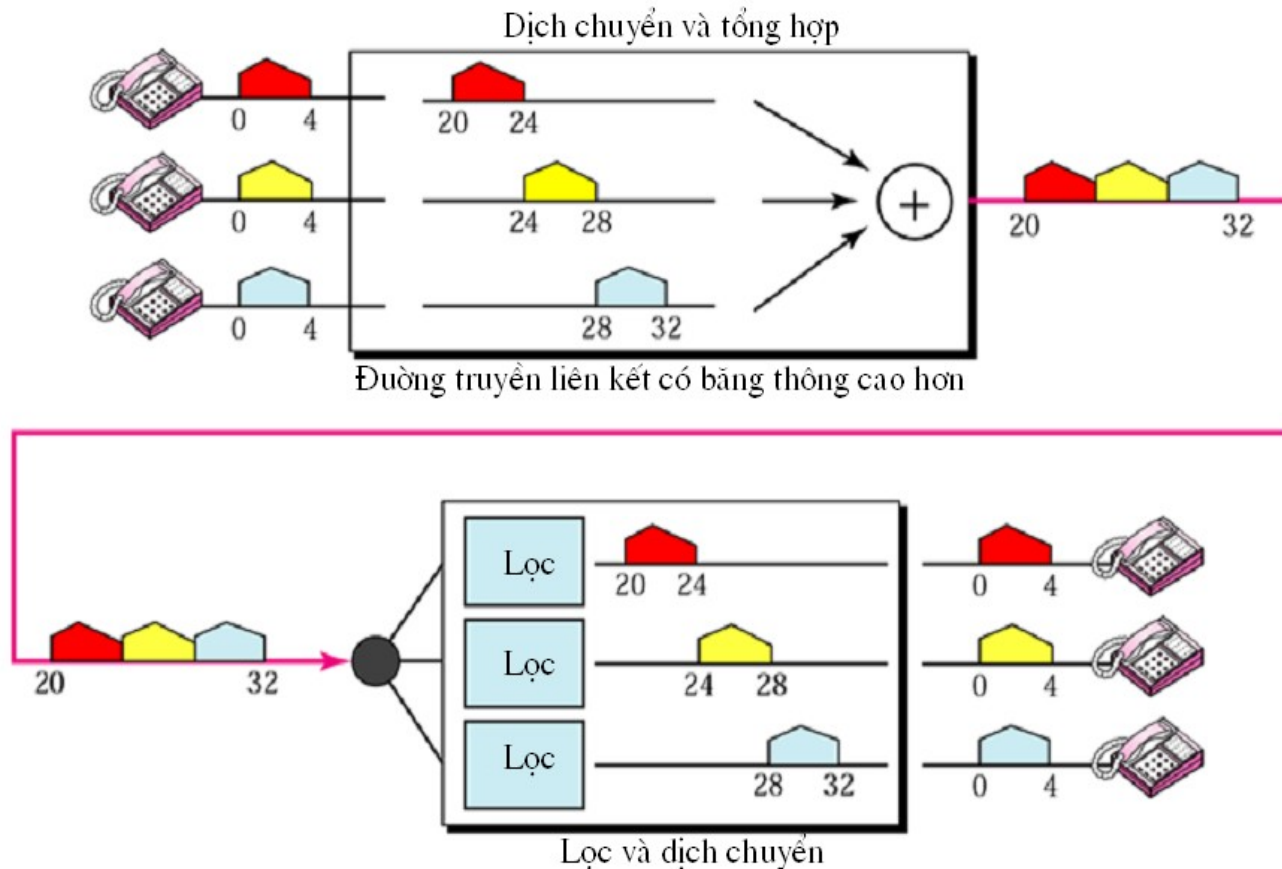 Dịch chuyển và tổng hợp
0 4
20 24
0 4
24 28
+
20 32
0 4
28 32
Đuờng truyền liên kết có băng thông cao hơn
Lọc
20 24
0 4
20 32
Lọc
24 28
0 4
Lọc
28 32
0 4
Lọc và dịch chuyển